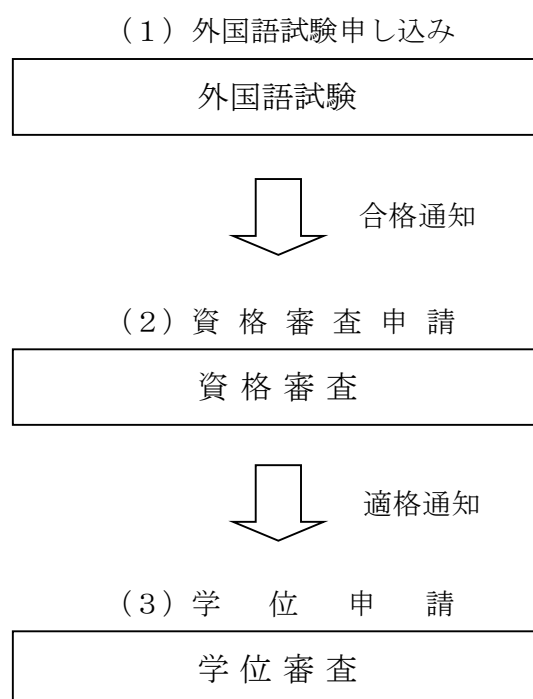 （１）外国語試験申し込み
外国語試験
合格通知
（２）資 格 審 査 申 請
資 格 審 査
適格通知
（３）学　位　申　請
学 位 審 査